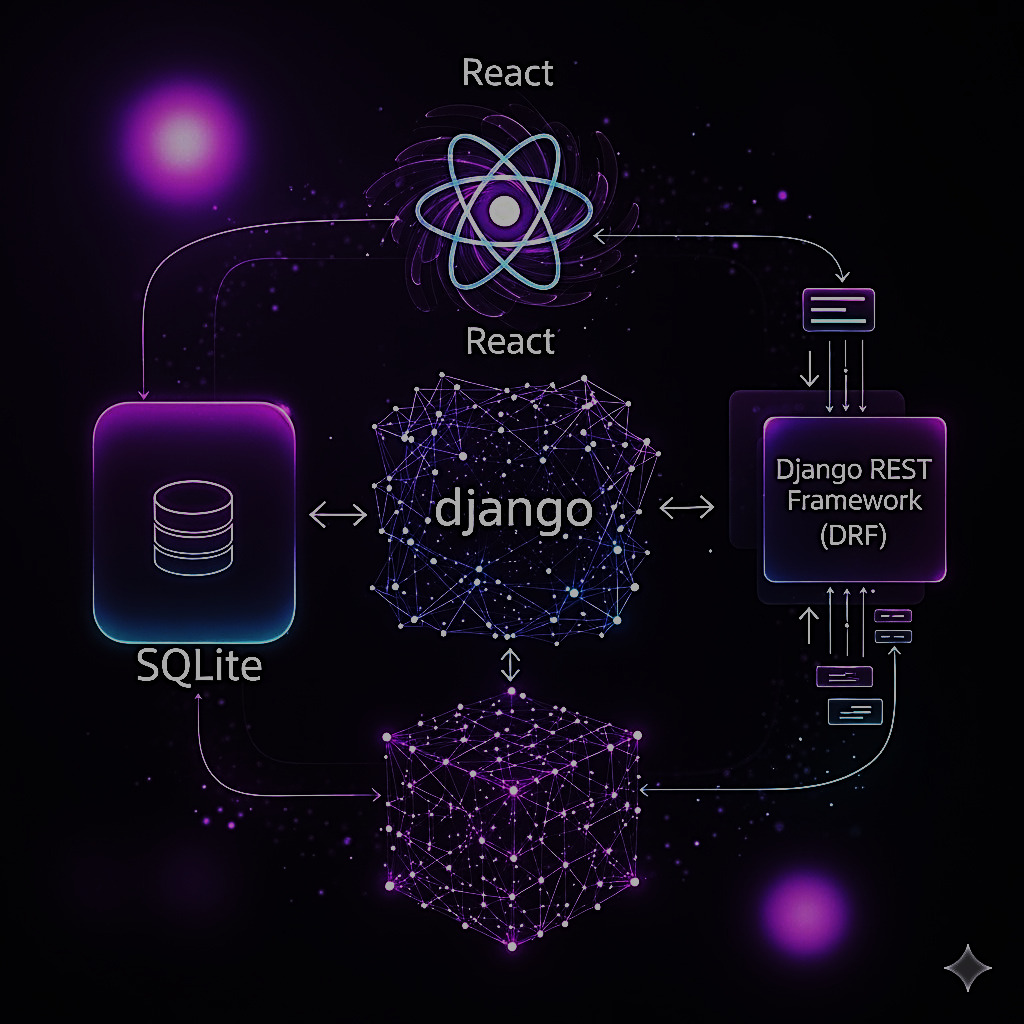 React
React
django
Django REST
Framework
(DRF)
SQLite